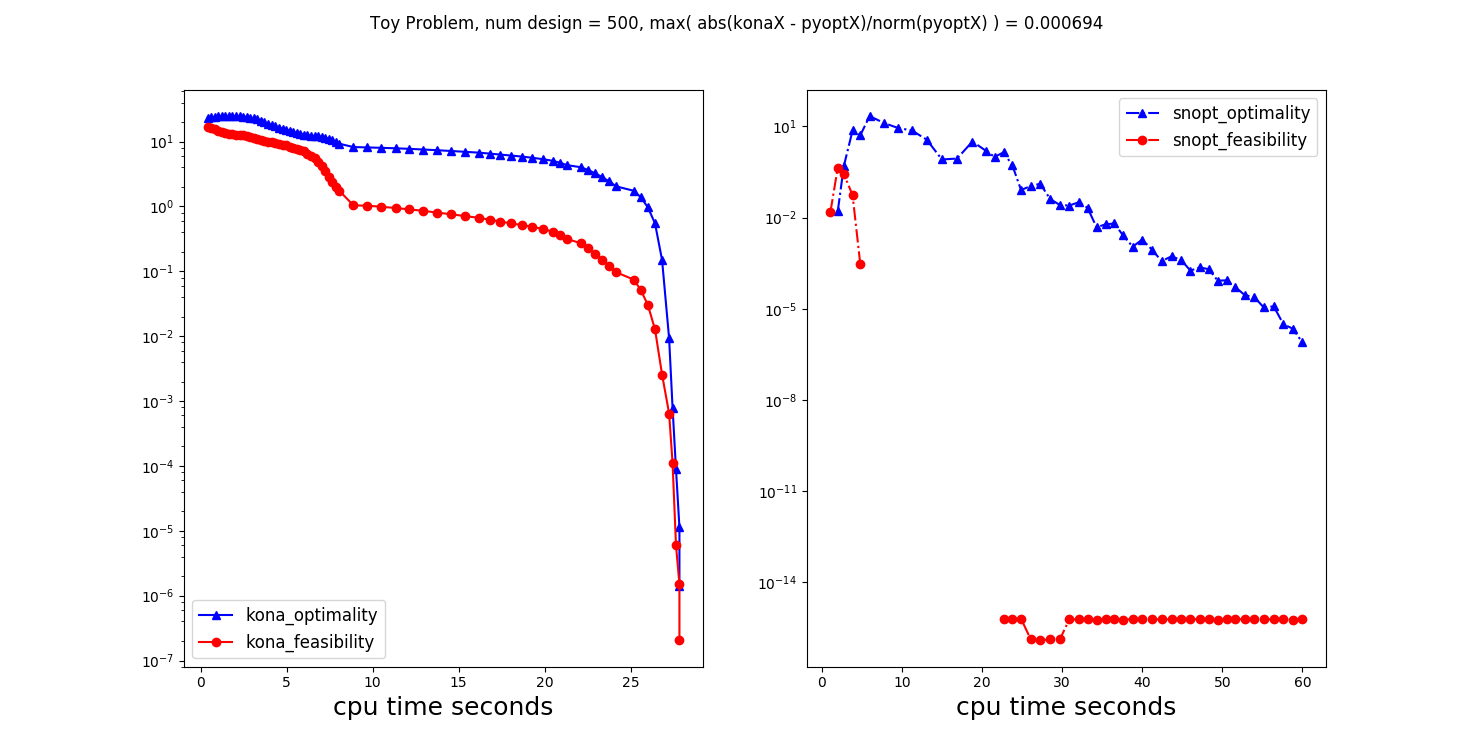 Toy Problem, num design = 500, max( abs(konaX - pyoptX)/norm(pyoptX) ) = 0.000694
10¹
10⁰
10⁻¹
10⁻²
10⁻³
10⁻⁴
10⁻⁵
10⁻⁶
10⁻⁷
kona_optimality
kona_feasibility
0 5 10 15 20 25
cpu time seconds
10¹
10⁻²
10⁻⁵
10⁻⁸
10⁻¹¹
10⁻¹⁴
snopt_optimality
snopt_feasibility
0 10 20 30 40 50 60
cpu time seconds